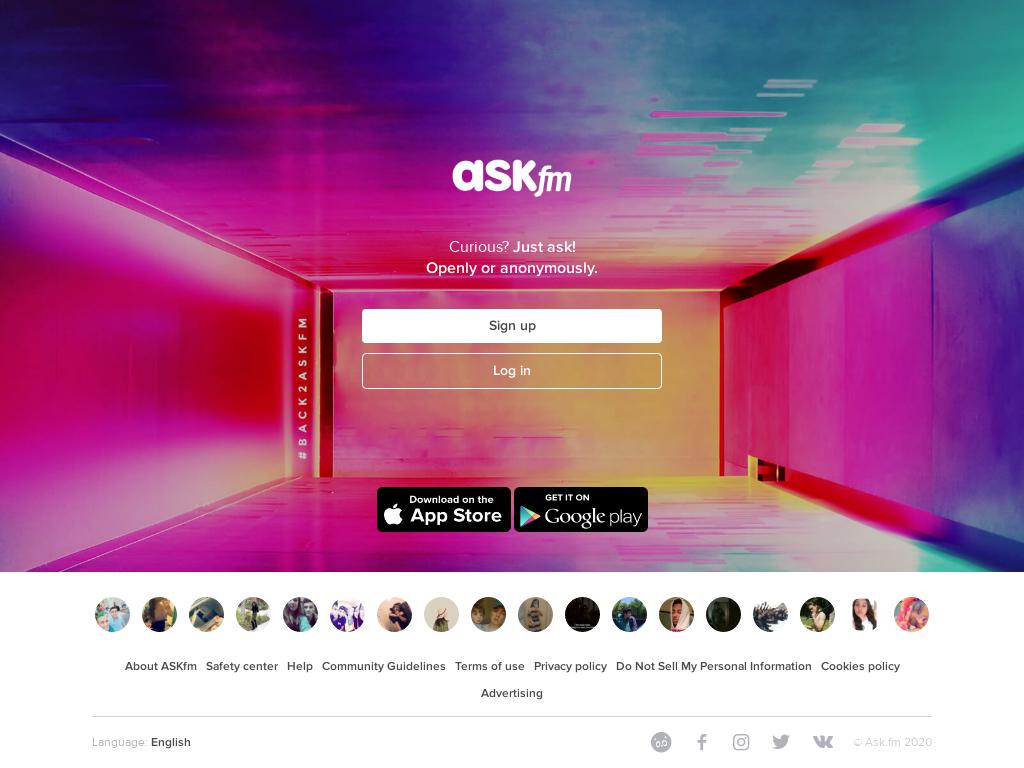 ASKfm
Curious? Just ask!
Openly or anonymously.
Sign up
#BACK2ASKFM
Log in
Download on the
App Store
GET IT ON
Google play
About ASKfm Safety center Help Community Guidelines Terms of use Privacy policy Do Not Sell My Personal Information Cookies policy
Advertising
Language: English
© Ask.fm 2020